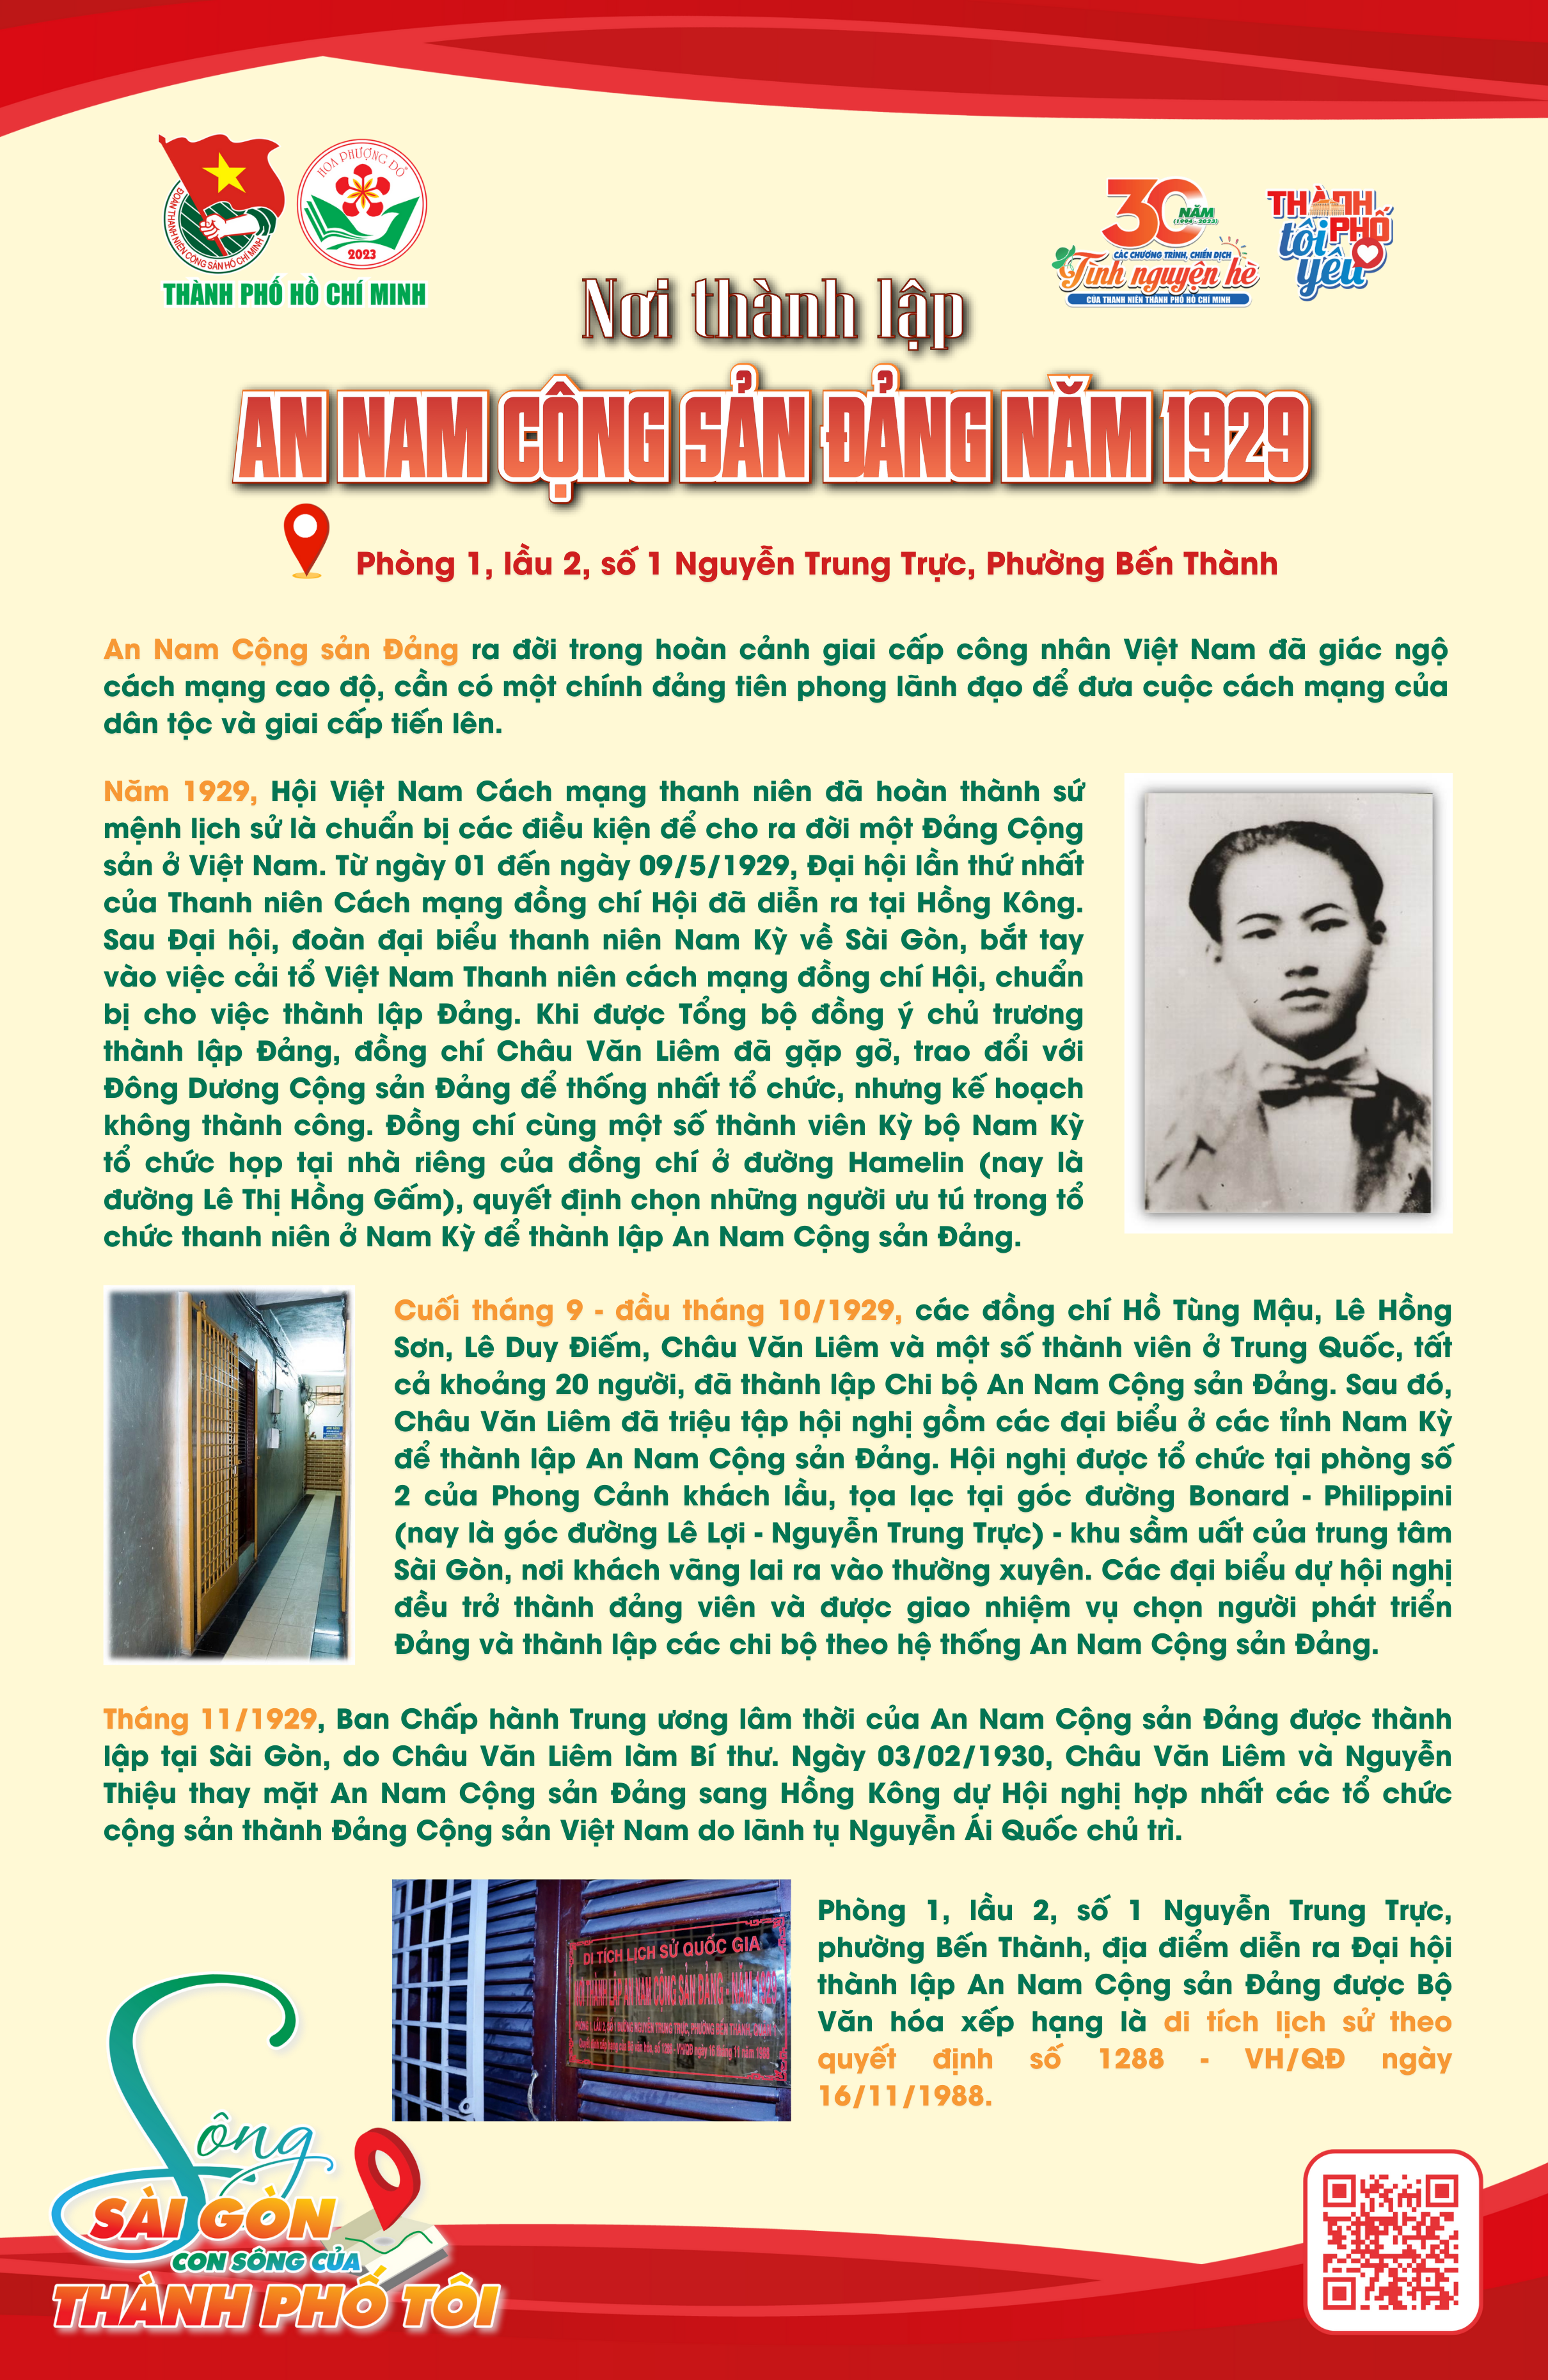 ĐOÀN THANH NIÊN CỘNG SẢN HỒ CHÍ MINH
HOA PHƯỢNG ĐỎ
2023
THÀNH PHỐ HỒ CHÍ MINH
30 NĂM
(1994 - 2023)
CÁC CHƯƠNG TRÌNH, CHIẾN DỊCH
Tình nguyện hè
CỦA THANH NIÊN THÀNH PHỐ HỒ CHÍ MINH
THÀNH PHỐ
tôi yêu
Nơi thành lập
AN NAM CỘNG SẢN ĐẢNG NĂM 1929
Phòng 1, lầu 2, số 1 Nguyễn Trung Trực, Phường Bến Thành
An Nam Cộng sản Đảng ra đời trong hoàn cảnh giai cấp công nhân Việt Nam đã giác ngộ
cách mạng cao độ, cần có một chính đảng tiên phong lãnh đạo để đưa cuộc cách mạng của
dân tộc và giai cấp tiến lên.
Năm 1929, Hội Việt Nam Cách mạng thanh niên đã hoàn thành sứ
mệnh lịch sử là chuẩn bị các điều kiện để cho ra đời một Đảng Cộng
sản ở Việt Nam. Từ ngày 01 đến ngày 09/5/1929, Đại hội lần thứ nhất
của Thanh niên Cách mạng đồng chí Hội đã diễn ra tại Hồng Kông.
Sau Đại hội, đoàn đại biểu thanh niên Nam Kỳ về Sài Gòn, bắt tay
vào việc cải tổ Việt Nam Thanh niên cách mạng đồng chí Hội, chuẩn
bị cho việc thành lập Đảng. Khi được Tổng bộ đồng ý chủ trương
thành lập Đảng, đồng chí Châu Văn Liêm đã gặp gỡ, trao đổi với
Đông Dương Cộng sản Đảng để thống nhất tổ chức, nhưng kế hoạch
không thành công. Đồng chí cùng một số thành viên Kỳ bộ Nam Kỳ
tổ chức họp tại nhà riêng của đồng chí ở đường Hamelin (nay là
đường Lê Thị Hồng Gấm), quyết định chọn những người ưu tú trong tổ
chức thanh niên ở Nam Kỳ để thành lập An Nam Cộng sản Đảng.
Cuối tháng 9 - đầu tháng 10/1929, các đồng chí Hồ Tùng Mậu, Lê Hồng
Sơn, Lê Duy Điếm, Châu Văn Liêm và một số thành viên ở Trung Quốc, tất
cả khoảng 20 người, đã thành lập Chi bộ An Nam Cộng sản Đảng. Sau đó,
Châu Văn Liêm đã triệu tập hội nghị gồm các đại biểu ở các tỉnh Nam Kỳ
để thành lập An Nam Cộng sản Đảng. Hội nghị được tổ chức tại phòng số
2 của Phong Cảnh khách lầu, tọa lạc tại góc đường Bonard - Philippini
(nay là góc đường Lê Lợi - Nguyễn Trung Trực) - khu sầm uất của trung tâm
Sài Gòn, nơi khách vãng lai ra vào thường xuyên. Các đại biểu dự hội nghị
đều trở thành đảng viên và được giao nhiệm vụ chọn người phát triển
Đảng và thành lập các chi bộ theo hệ thống An Nam Cộng sản Đảng.
Tháng 11/1929, Ban Chấp hành Trung ương lâm thời của An Nam Cộng sản Đảng được thành
lập tại Sài Gòn, do Châu Văn Liêm làm Bí thư. Ngày 03/02/1930, Châu Văn Liêm và Nguyễn
Thiệu thay mặt An Nam Cộng sản Đảng sang Hồng Kông dự Hội nghị hợp nhất các tổ chức
cộng sản thành Đảng Cộng sản Việt Nam do lãnh tụ Nguyễn Ái Quốc chủ trì.
DI TÍCH LỊCH SỬ QUỐC GIA
THÀNH LẬP AN NAM CỘNG SẢN ĐẢNG - NĂM 1929
PHÒNG 1, LẦU 2, SỐ 1 ĐƯỜNG NGUYỄN TRUNG TRỰC, PHƯỜNG BẾN THÀNH, QUẬN 1
số 1288 - VH/QĐ ngày 16 tháng 11 năm 1988
Phòng 1, lầu 2, số 1 Nguyễn Trung Trực,
phường Bến Thành, địa điểm diễn ra Đại hội
thành lập An Nam Cộng sản Đảng được Bộ
Văn hóa xếp hạng là di tích lịch sử theo
quyết định số 1288 - VH/QĐ ngày
16/11/1988.
Sông
SÀI GÒN
CON SÔNG CỦA
THÀNH PHỐ TÔI